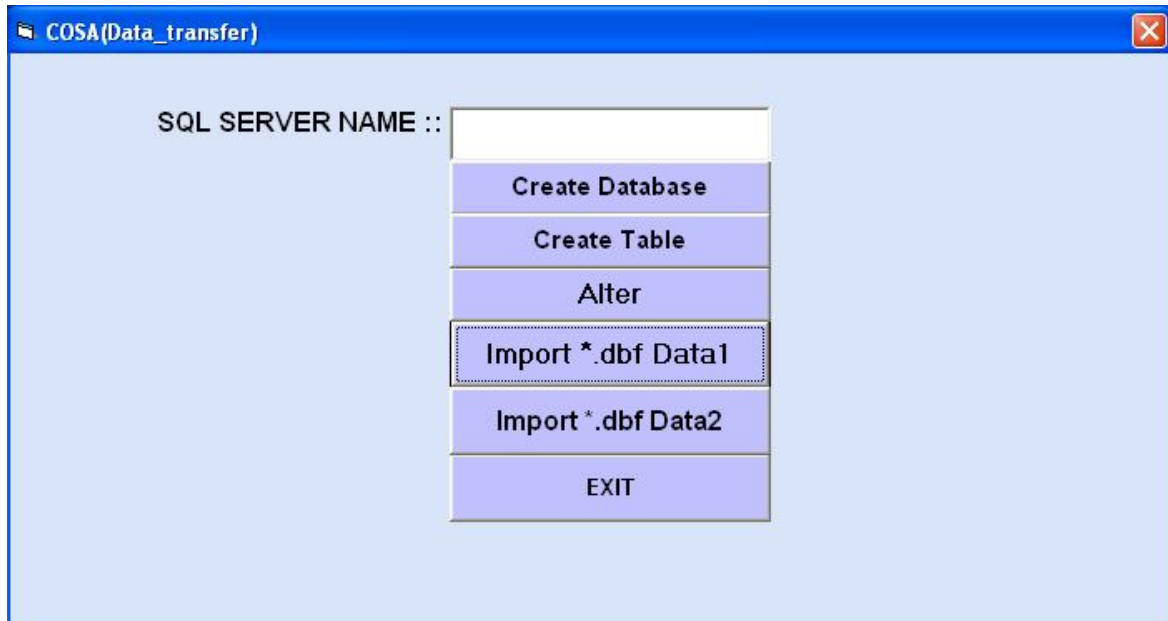 COSA(Data_transfer)
SQL SERVER NAME ::
Create Database
Create Table
Alter
Import *.dbf Data1
Import *.dbf Data2
EXIT